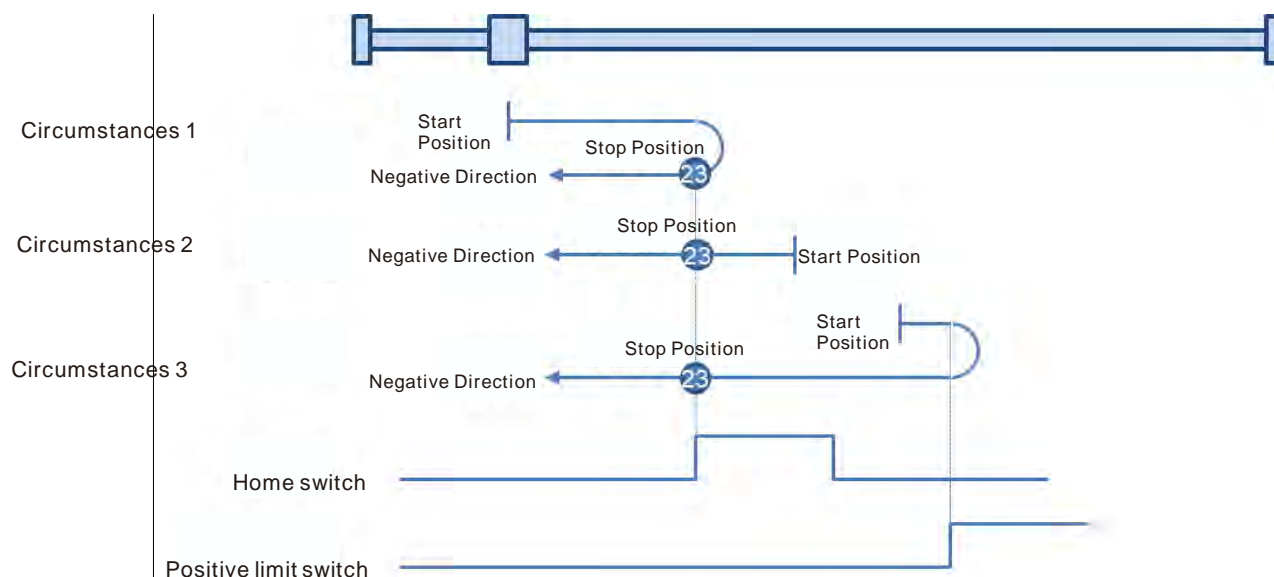 Circumstances 1
Start
Position
Stop Position
23
Negative Direction
Circumstances 2
Stop Position
Negative Direction
23
Start Position
Circumstances 3
Start
Position
Stop Position
Negative Direction
23
Home switch
Positive limit switch